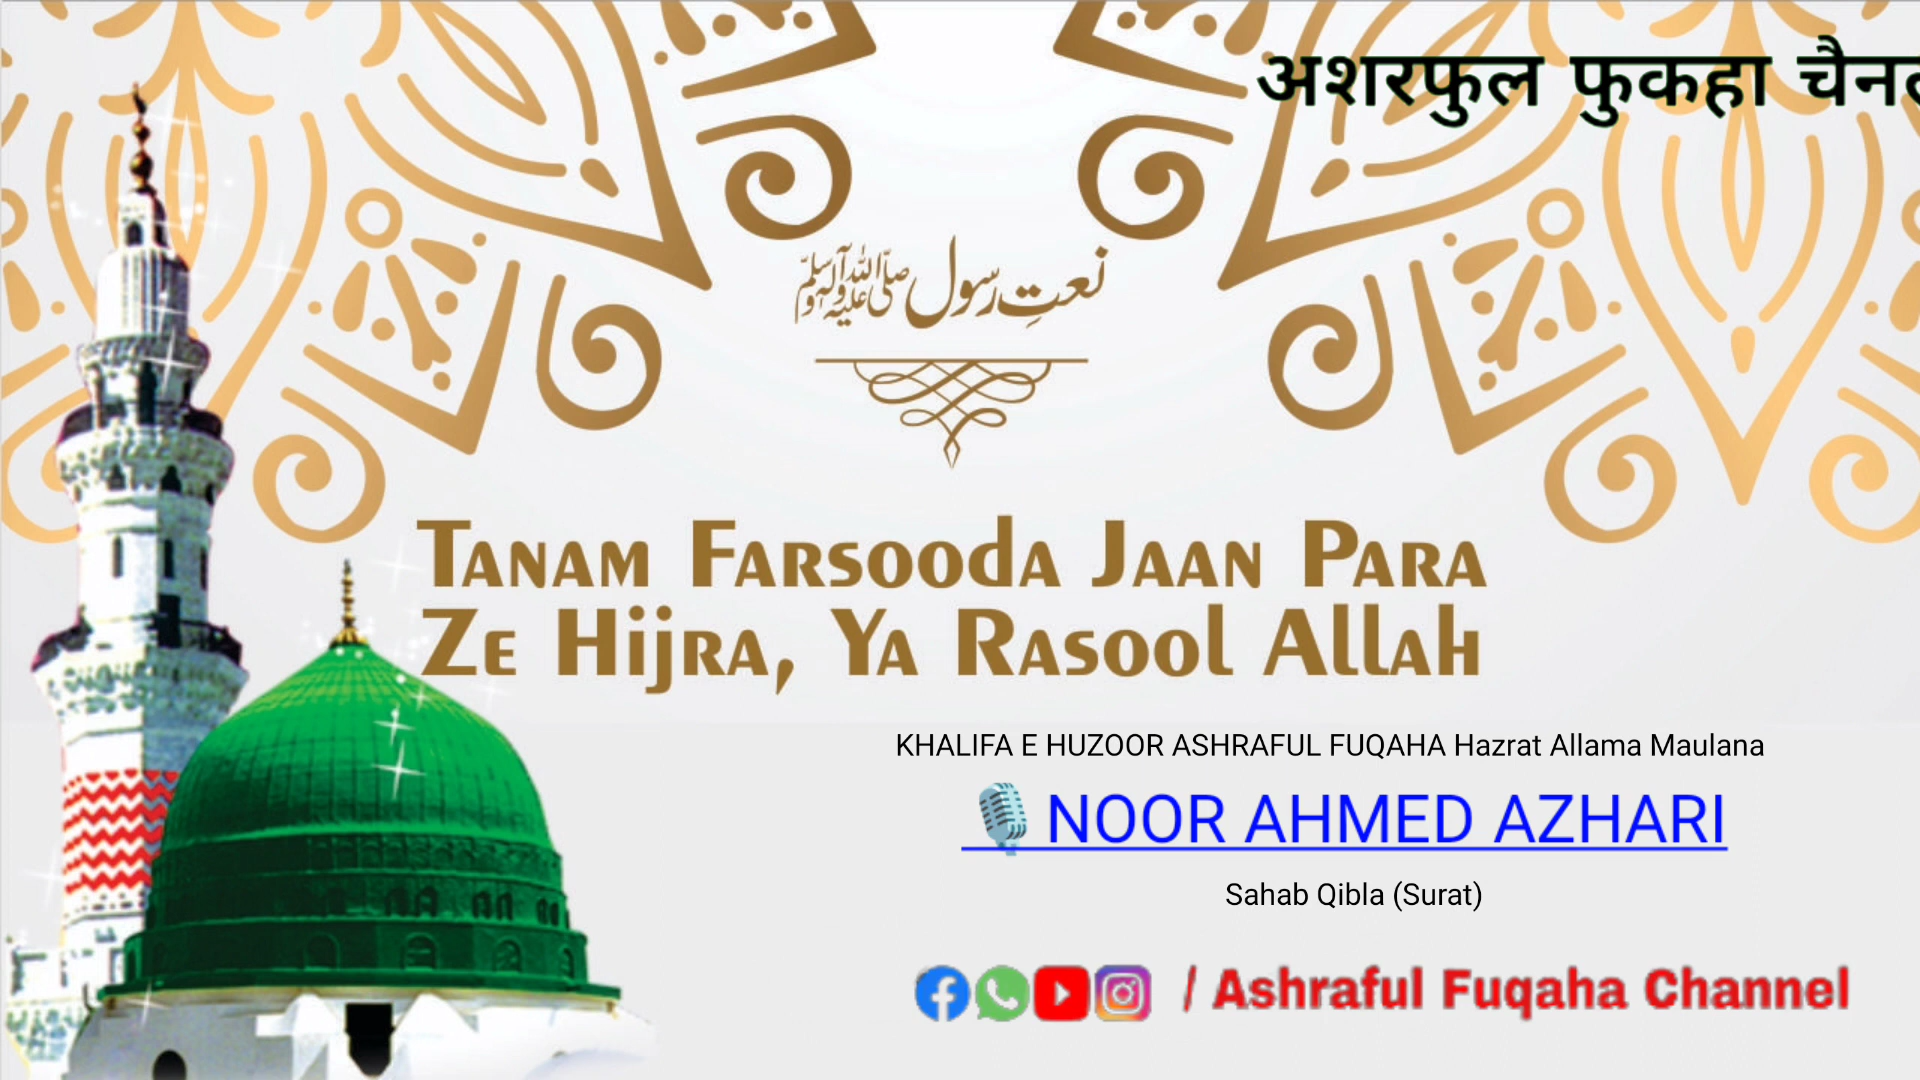 अशरफुल फुकहा चैनल
نعتِ رسول صلی اللہ علیہ وآلہ وسلم
Tanam Farsooda Jaan Para
Ze Hijra, Ya Rasool Allah
KHALIFA E HUZOOR ASHRAFUL FUQAHA Hazrat Allama Maulana
🎙️ NOOR AHMED AZHARI
Sahab Qibla (Surat)
/ Ashraful Fuqaha Channel